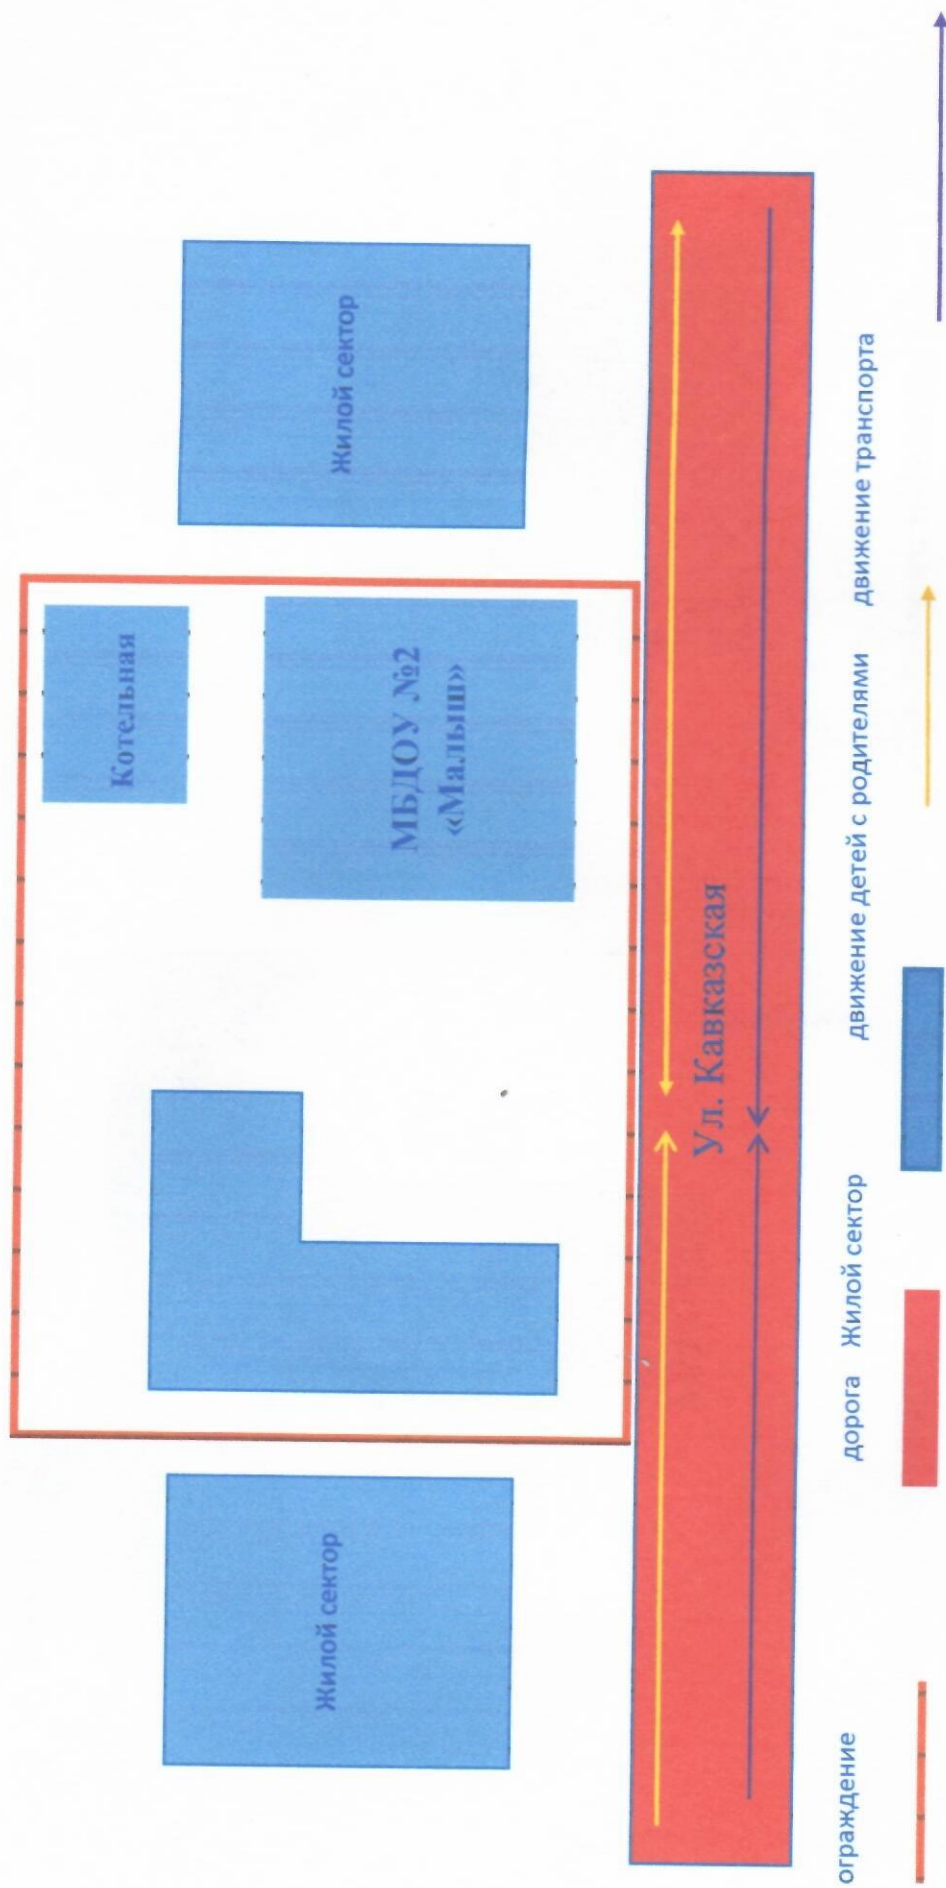 Котельная
Жилой сектор
МБДОУ №2
«Малыш»
Жилой сектор
Ул. Кавказская
ограждение
дорога
Жилой сектор
движение детей с родителями
движение транспорта